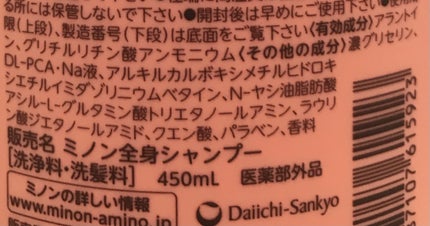 所には保管しないで下さい●開封後は早めにご使用下さい●使用期
限(上段)、製造番号(下段)は底面をご覧下さい〈有効成分〉アラントイ
ン、グリチルリチン酸アンモニウム〈その他の成分〉濃グリセリン、
DL-PCA・Na液、アルキルカルボキシメチルヒドロキ
シエチルイミダゾリニウムベタイン、N-ヤシ油脂肪酸
アシル-L-グルタミン酸トリエタノールアミン、ラウリ
ン酸ジエタノールアミド、クエン酸、パラベン、香料
販売名 ミノン全身シャンプー
[洗浄料・洗髪料] 450mL 医薬部外品
ミノンの詳しい情報
www.minon-amino.jp
Daiichi-Sankyo
87107 615923